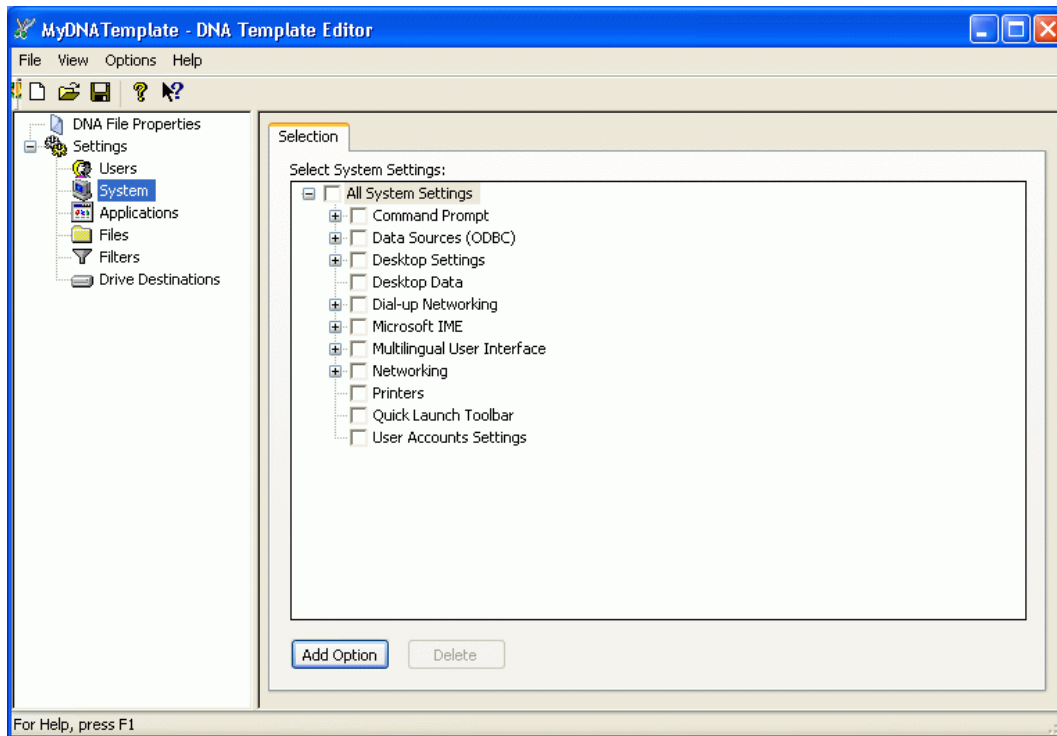 MyDNATemplate - DNA Template Editor
File View Options Help
DNA File Properties
Settings
Users
System
Applications
Files
Filters
Drive Destinations
Selection
Select System Settings:
All System Settings
Command Prompt
Data Sources (ODBC)
Desktop Settings
Desktop Data
Dial-up Networking
Microsoft IME
Multilingual User Interface
Networking
Printers
Quick Launch Toolbar
User Accounts Settings
Add Option
Delete
For Help, press F1